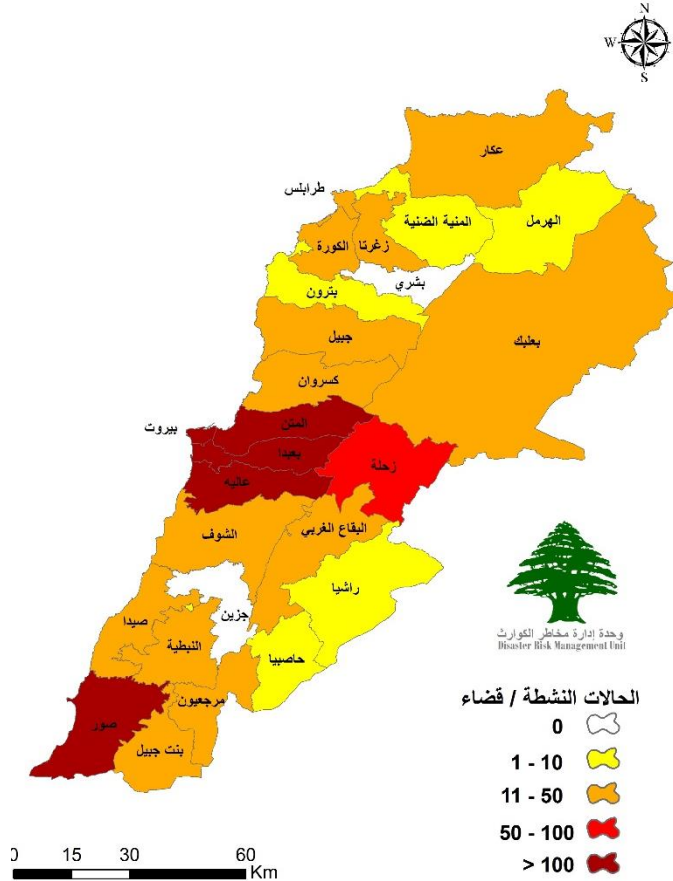 N
W
E
S
عكار
طرابلس
المنية الضنية
الهرمل
زغرتا
الكورة
بشري
بترون
بعلبك
جبيل
كسروان
المتن
بيروت
بعبدا
زحلة
عاليه
البقاع الغربي
الشوف
راشيا
جزين
صيدا
النبطية
حاصبيا
مرجعيون
صور
بنت جبيل
وحدة إدارة مخاطر الكوارث
Disaster Risk Management Unit
الحالات النشطة / قضاء
0
1 - 10
11 - 50
50 - 100
> 100
0 15 30 60
Km